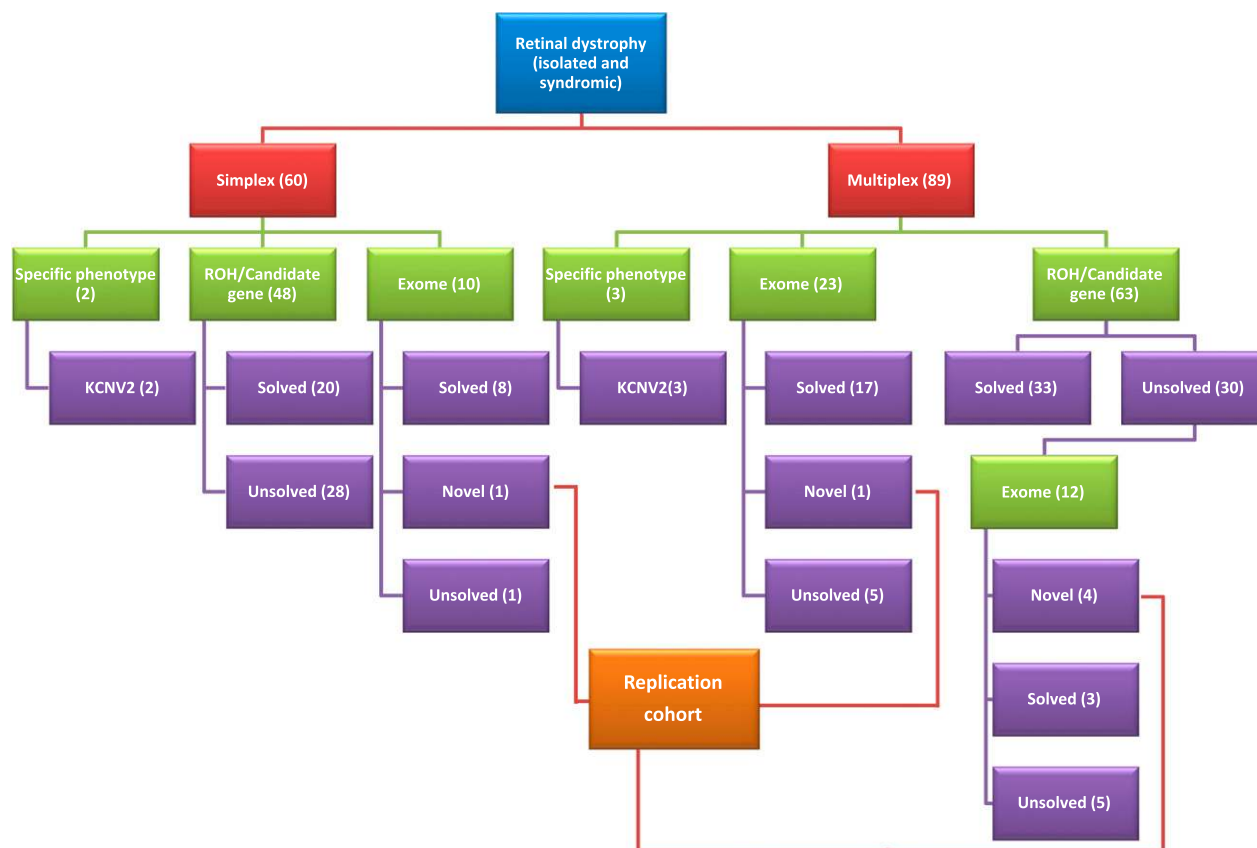 Retinal dystrophy
(isolated and
syndromic)
Simplex (60)
Multiplex (89)
Specific phenotype
(2)
ROH/Candidate
gene (48)
Exome (10)
Specific phenotype
(3)
Exome (23)
ROH/Candidate
gene (63)
KCNV2 (2)
Solved (20)
Solved (8)
KCNV2(3)
Solved (17)
Solved (33)
Unsolved (30)
Unsolved (28)
Novel (1)
Novel (1)
Exome (12)
Unsolved (1)
Unsolved (5)
Novel (4)
Replication
cohort
Solved (3)
Unsolved (5)